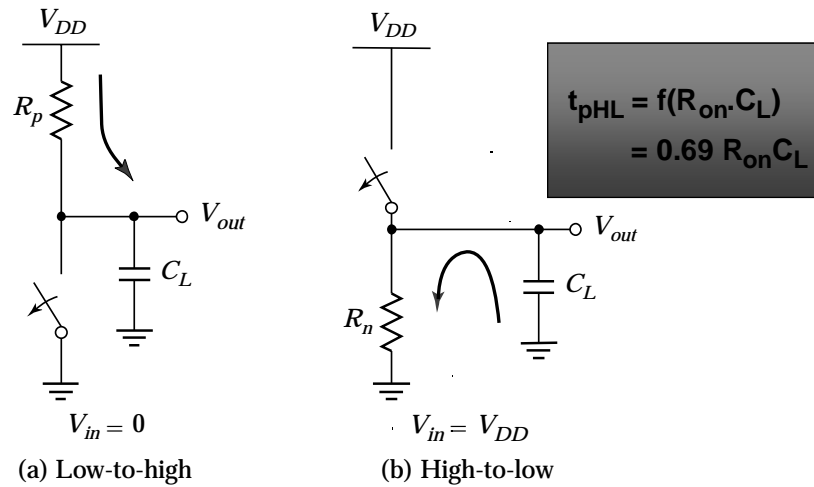 V_DD
R_p
V_out
C_L
V_in = 0
(a) Low-to-high
V_DD
V_out
C_L
R_n
V_in = V_DD
(b) High-to-low
t_pHL = f(R_on.C_L)
= 0.69 R_onC_L